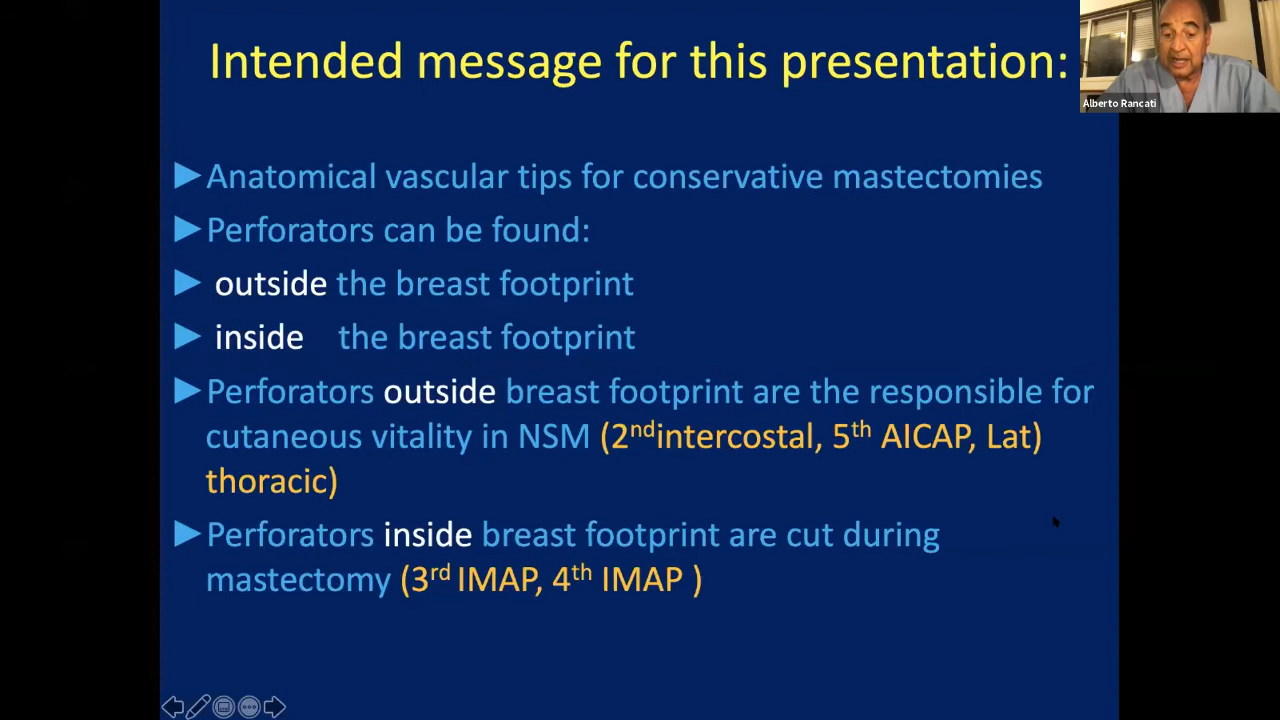 Intended message for this presentation:
Alberto Rancati
►Anatomical vascular tips for conservative mastectomies
►Perforators can be found:
► outside the breast footprint
► inside the breast footprint
►Perforators outside breast footprint are the responsible for
cutaneous vitality in NSM (2ndintercostal, 5th AICAP, Lat)
thoracic)
►Perforators inside breast footprint are cut during
mastectomy (3rd IMAP, 4th IMAP )